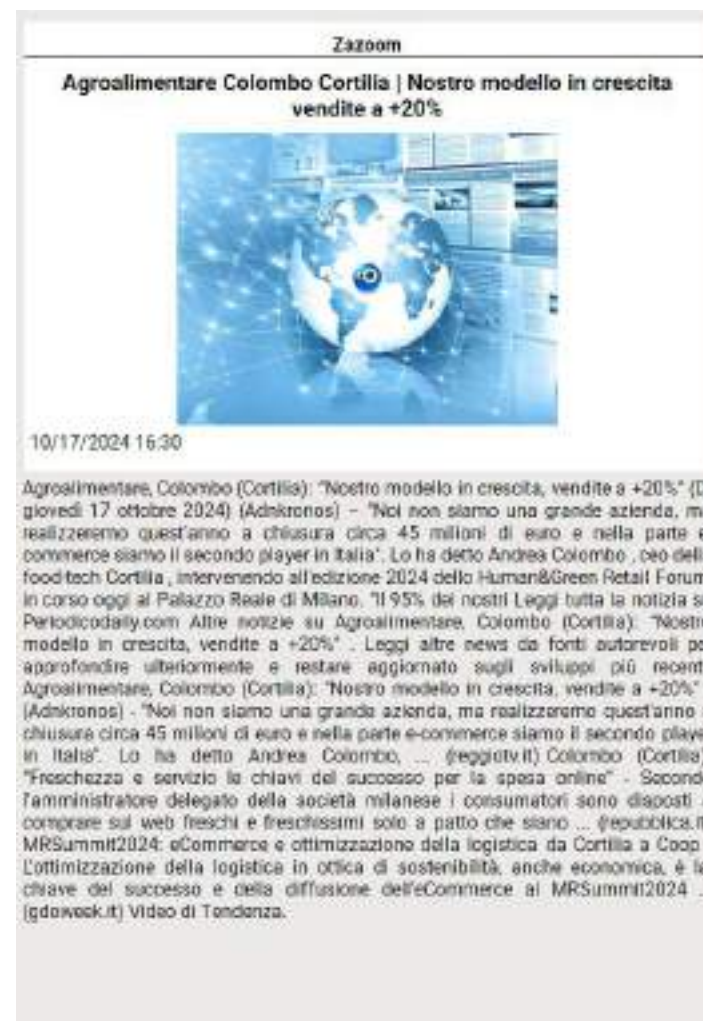 Zazoom
Agroalimentare Colombo Cortilia | Nostro modello in crescita
vendite a +20%
10/17/2024 16:30
Agroalimentare, Colombo (Cortilia): "Nostro modello in crescita, vendite a +20%" (D
giovedì 17 ottobre 2024) (Adnkronos) – "Noi non siamo una grande azienda, m
realizzeremo quest'anno a chiusura circa 45 milioni di euro e nella parte e
commerce siamo il secondo player in Italia". Lo ha detto Andrea Colombo , ceo dell
food tech Cortilia , intervenendo all'edizione 2024 dello Human&Green Retail Forum
in corso oggi al Palazzo Reale di Milano. "Il 95% dei nostri Leggi tutta la notizia s
Periodicodaily.com Altre notizie su Agroalimentare, Colombo (Cortilia): "Nostr
modello in crescita, vendite a +20%" . Leggi altre news da fonti autorevoli pe
approfondire ulteriormente e restare aggiornato sugli sviluppi più recent
Agroalimentare, Colombo (Cortilia): "Nostro modello in crescita, vendite a +20%"
(Adnkronos) - "Noi non siamo una grande azienda, ma realizzeremo quest'anno
chiusura circa 45 milioni di euro e nella parte e-commerce siamo il secondo playe
in Italia". Lo ha detto Andrea Colombo, ... (reggiotv.it) Colombo (Cortilia)
"Freschezza e servizio le chiavi del successo per la spesa online" - Second
l'amministratore delegato della società milanese i consumatori sono disposti
comprare sul web freschi e freschissimi solo a patto che siano ... (repubblica.it
MRSummit2024: eCommerce e ottimizzazione della logistica da Cortilia a Coop
L'ottimizzazione della logistica in ottica di sostenibilità, anche economica, è la
chiave del successo e della diffusione dell'eCommerce al MRSummit2024 .
(gdoweek.it) Video di Tendenza.